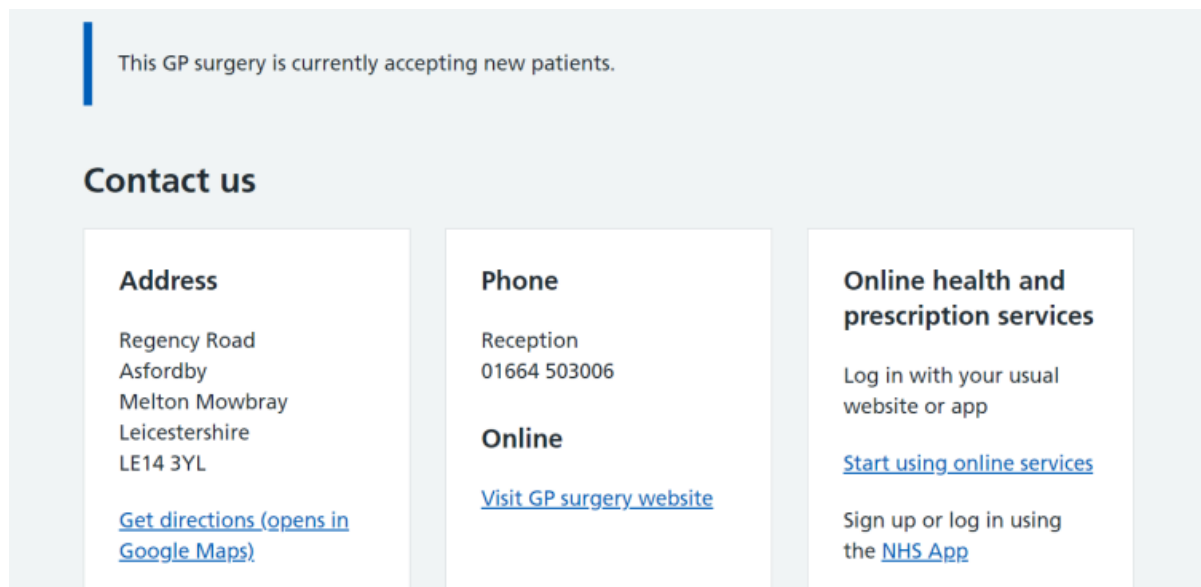 This GP surgery is currently accepting new patients.
Contact us
Address
Regency Road
Asfordby
Melton Mowbray
Leicestershire
LE14 3YL
Get directions (opens in
Google Maps)
Phone
Reception
01664 503006
Online
Visit GP surgery website
Online health and
prescription services
Log in with your usual
website or app
Start using online services
Sign up or log in using
the NHS App